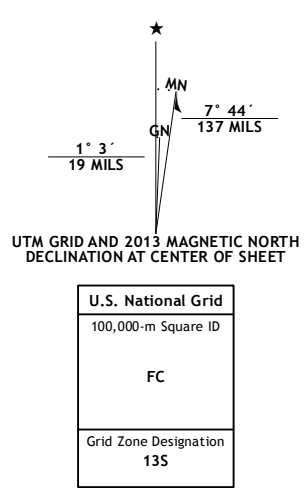 ★
MN
GN
7° 44´
137 MILS
1° 3´
19 MILS
UTM GRID AND 2013 MAGNETIC NORTH
DECLINATION AT CENTER OF SHEET
U.S. National Grid
100,000-m Square ID
FC
Grid Zone Designation
13S